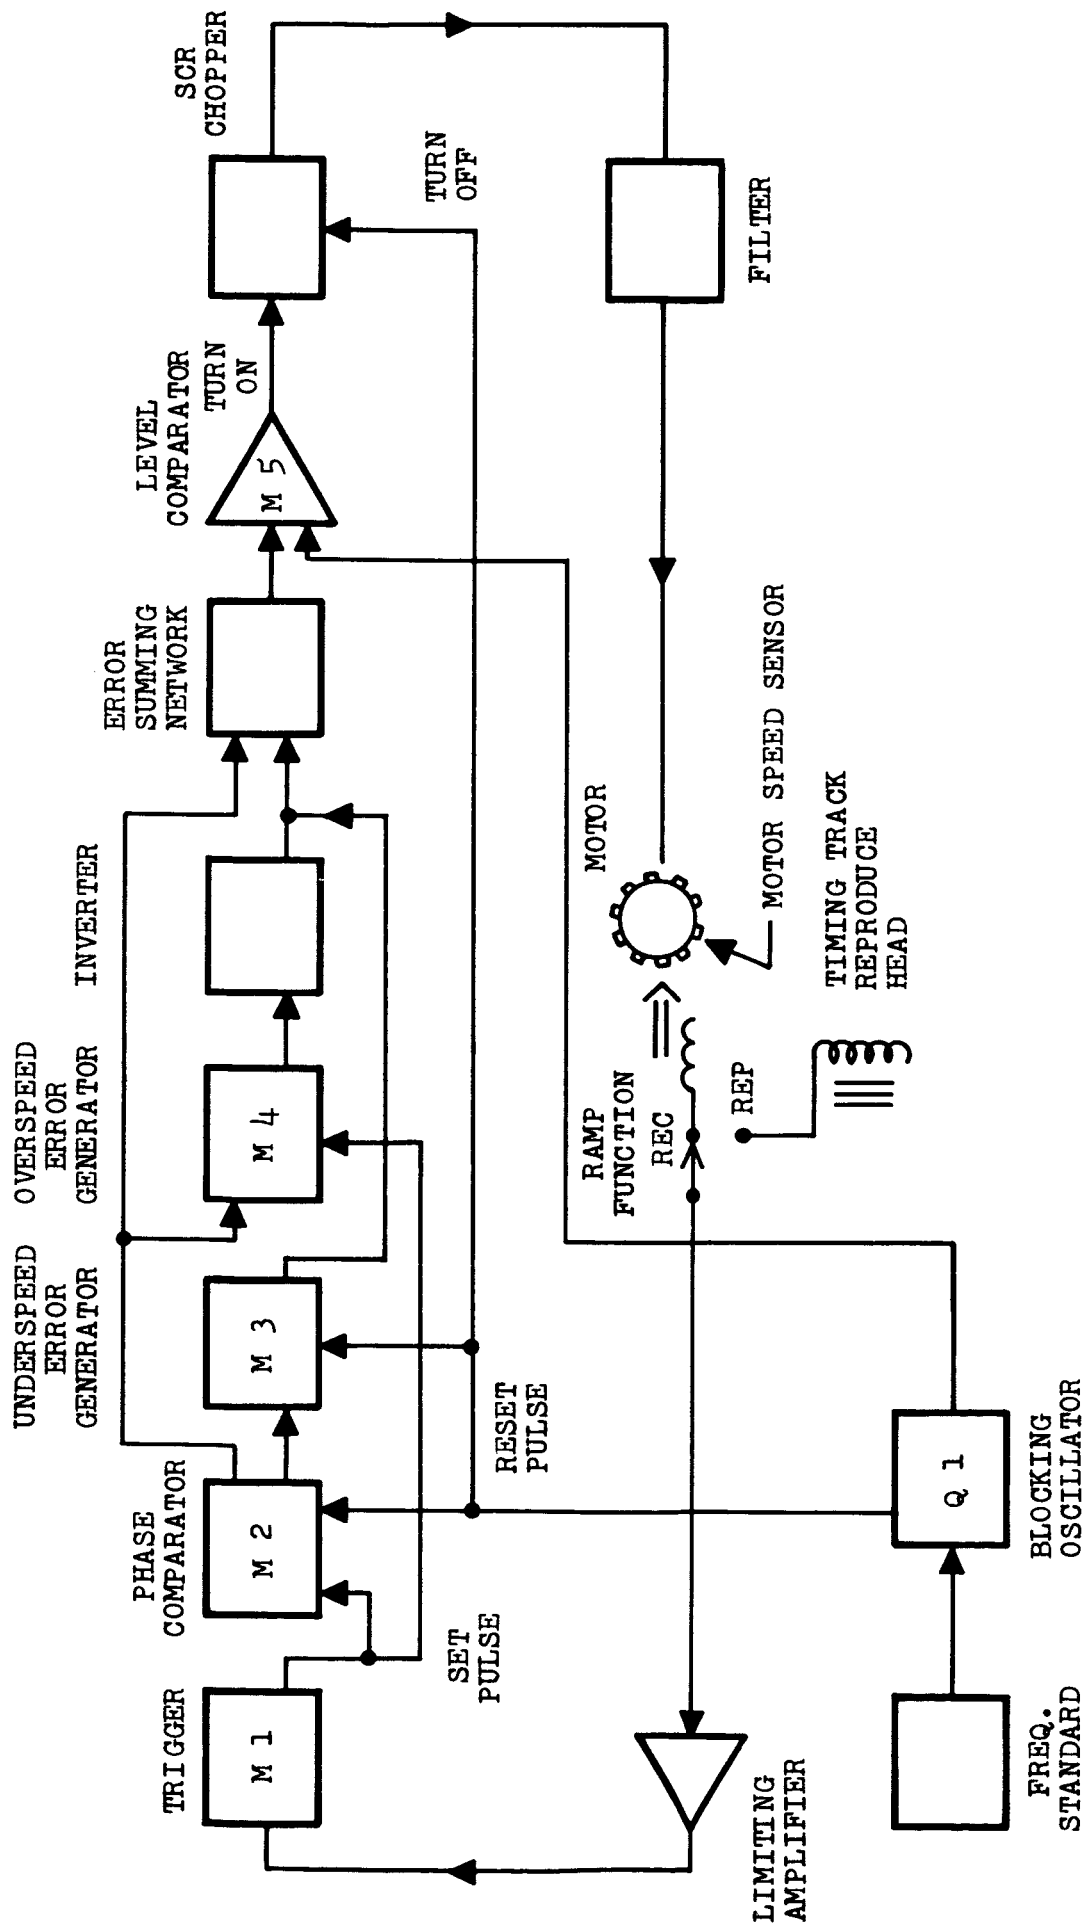 TRIGGER
M 1
PHASE
COMPARATOR
M 2
UNDERSPEED
ERROR
GENERATOR
M 3
OVERSPEED
ERROR
GENERATOR
M 4
INVERTER
ERROR
SUMMING
NETWORK
LEVEL
COMPARATOR
M 5
TURN
ON
SCR
CHOPPER
TURN
OFF
SET
PULSE
RESET
PULSE
RAMP
FUNCTION
REC
REP
MOTOR
MOTOR SPEED SENSOR
TIMING TRACK
REPRODUCE
HEAD
FILTER
LIMITING
AMPLIFIER
FREQ.
STANDARD
Q 1
BLOCKING
OSCILLATOR